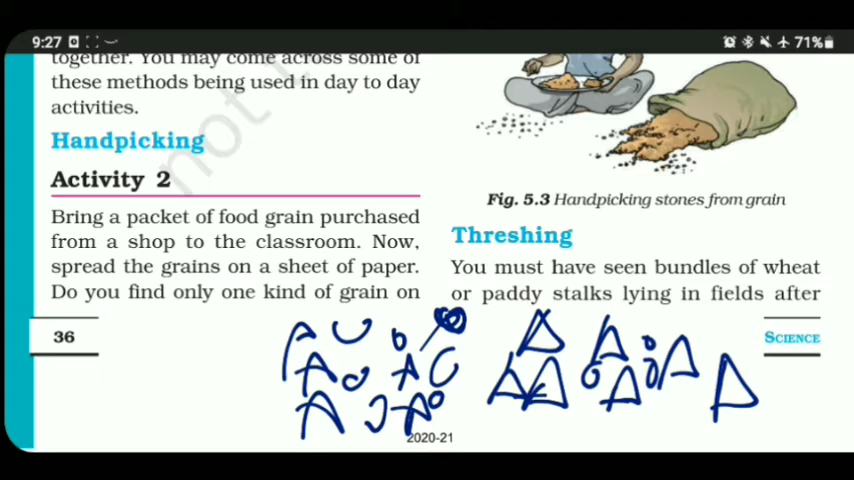 9:27
71%
together. You may come across some of
these methods being used in day to day
activities.
Handpicking
Activity 2
Bring a packet of food grain purchased
from a shop to the classroom. Now,
spread the grains on a sheet of paper.
Do you find only one kind of grain on
Fig. 5.3 Handpicking stones from grain
Threshing
You must have seen bundles of wheat
or paddy stalks lying in fields after
36
SCIENCE
2020-21
not t